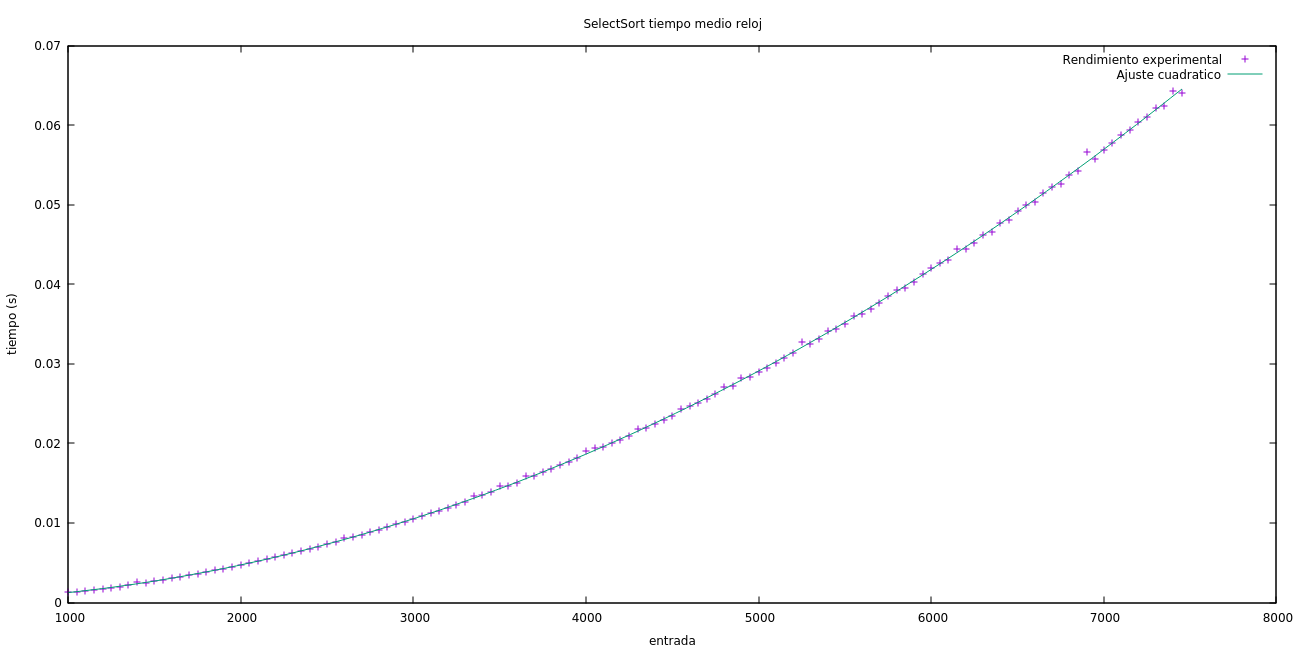 SelectSort tiempo medio reloj
0.07
Rendimiento experimental
Ajuste cuadratico
0.06
0.05
0.04
tiempo (s)
0.03
0.02
0.01
0
1000 2000 3000 4000 5000 6000 7000 8000
entrada